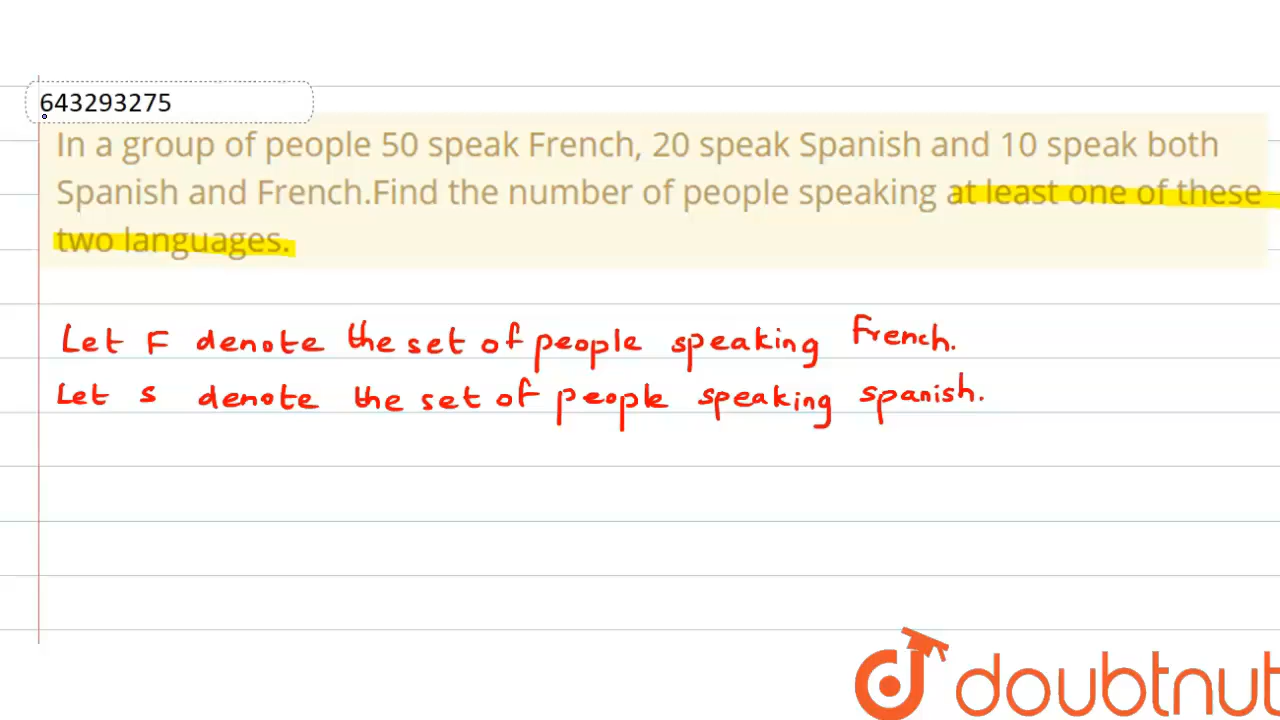 643293275
In a group of people 50 speak French, 20 speak Spanish and 10 speak both
Spanish and French.Find the number of people speaking at least one of these
two languages.
Let F denote the set of people speaking French.
Let s denote the set of people speaking spanish.
doubtnut